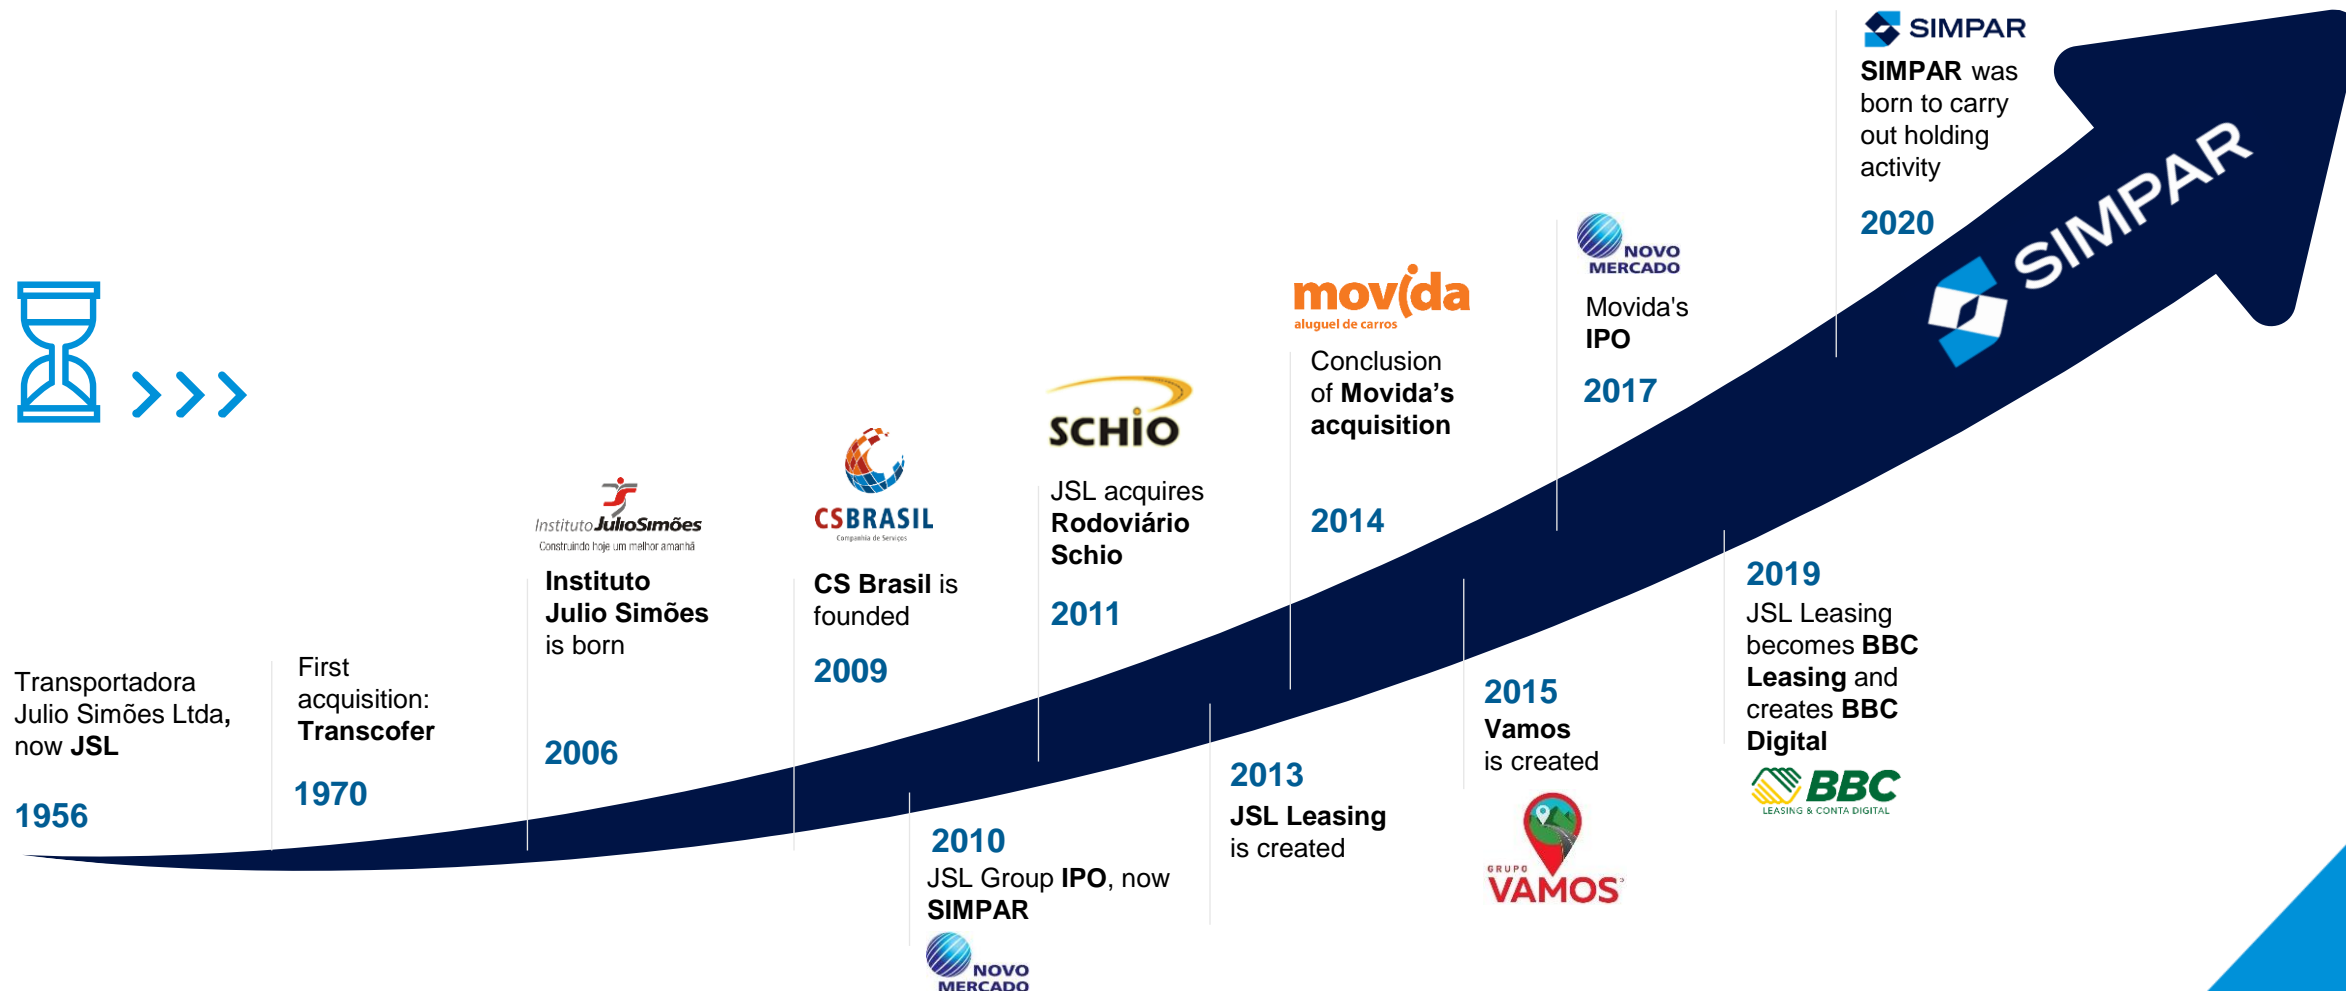 Transportadora
Julio Simões Ltda,
now JSL
1956
First
acquisition:
Transcofer
1970
Instituto JulioSimões
Construindo hoje um melhor amanhã
Instituto
Julio Simões
is born
2006
CSBRASIL
Companhia de Serviços
CS Brasil is
founded
2009
2010
JSL Group IPO, now
SIMPAR
NOVO
MERCADO
SCHIO
JSL acquires
Rodoviário
Schio
2011
2013
JSL Leasing
is created
movida
aluguel de carros
Conclusion
of Movida’s
acquisition
2014
2015
Vamos
is created
GRUPO
VAMOS
NOVO
MERCADO
Movida's
IPO
2017
2019
JSL Leasing
becomes BBC
Leasing and
creates BBC
Digital
BBC
LEASING & CONTA DIGITAL
SIMPAR
SIMPAR was
born to carry
out holding
activity
2020
SIMPAR